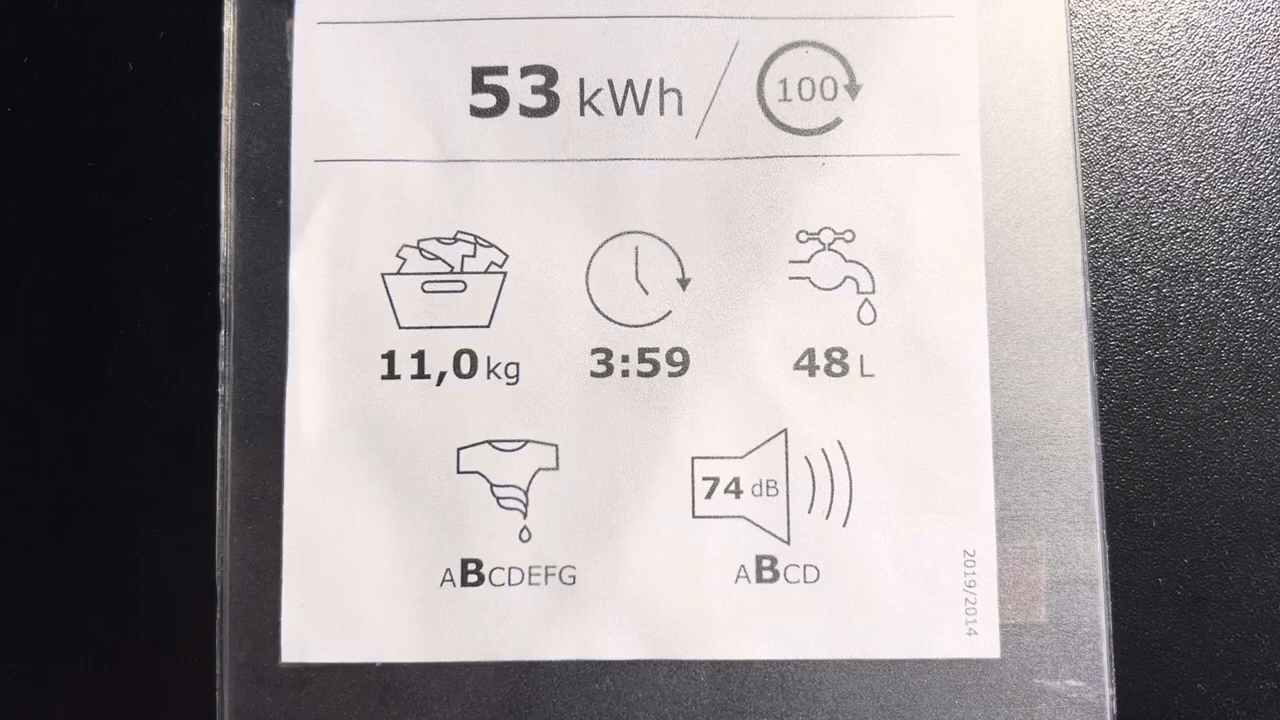 53 kWh / 100
11,0 kg
3:59
48 L
74 dB
ABCDEFG
ABCD
2019/2014